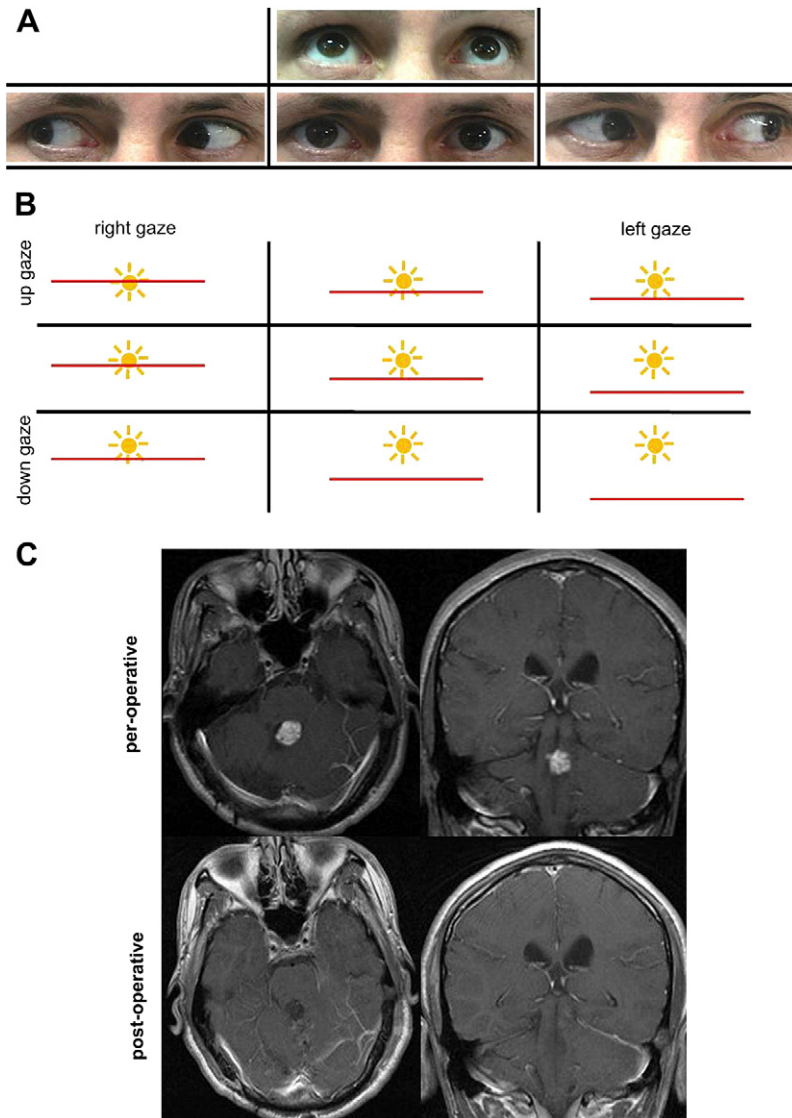 A
B
right gaze
left gaze
up gaze
down gaze
C
per-operative
post-operative